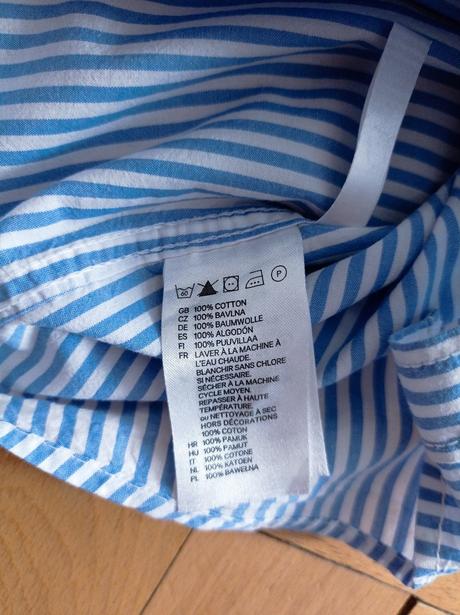 60 P
GB 100% COTTON
CZ 100% BAVLNA
DE 100% BAUMWOLLE
ES 100% ALGODÓN
FI 100% PUUVILLAA
FR LAVER À LA MACHINE À
L'EAU CHAUDE.
BLANCHIR SANS CHLORE
SI NÉCESSAIRE.
SÉCHER À LA MACHINE
CYCLE MOYEN.
REPASSER À HAUTE
TEMPÉRATURE
OU NETTOYAGE À SEC
HORS DÉCORATIONS
100% COTON
HR 100% PAMUK
HU 100% PAMUT
IT 100% COTONE
NL 100% KATOEN
PL 100% BAWEŁNA